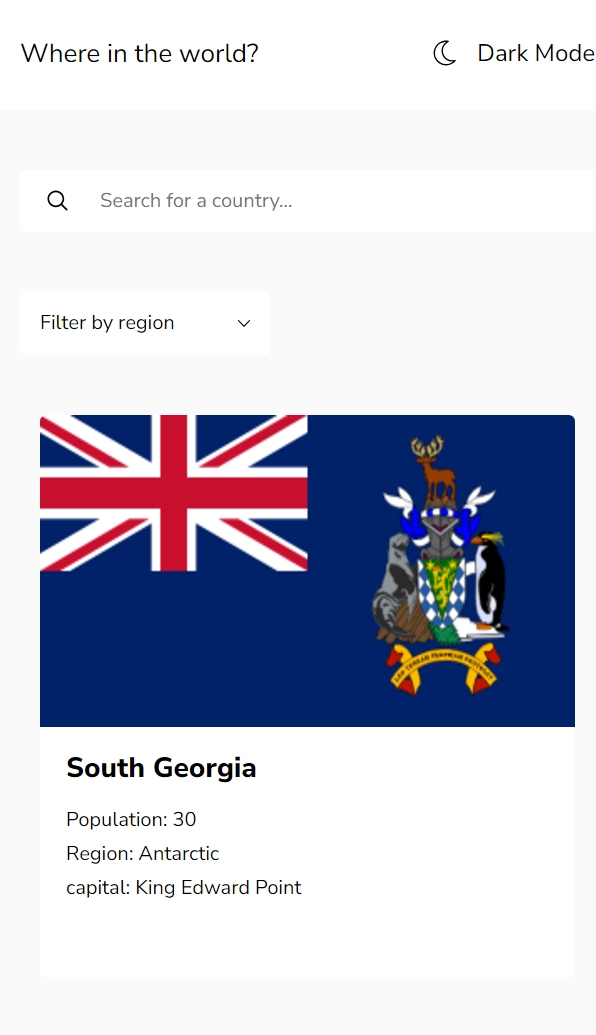 Where in the world?
Dark Mode
Search for a country...
Filter by region
South Georgia
Population: 30
Region: Antarctic
capital: King Edward Point